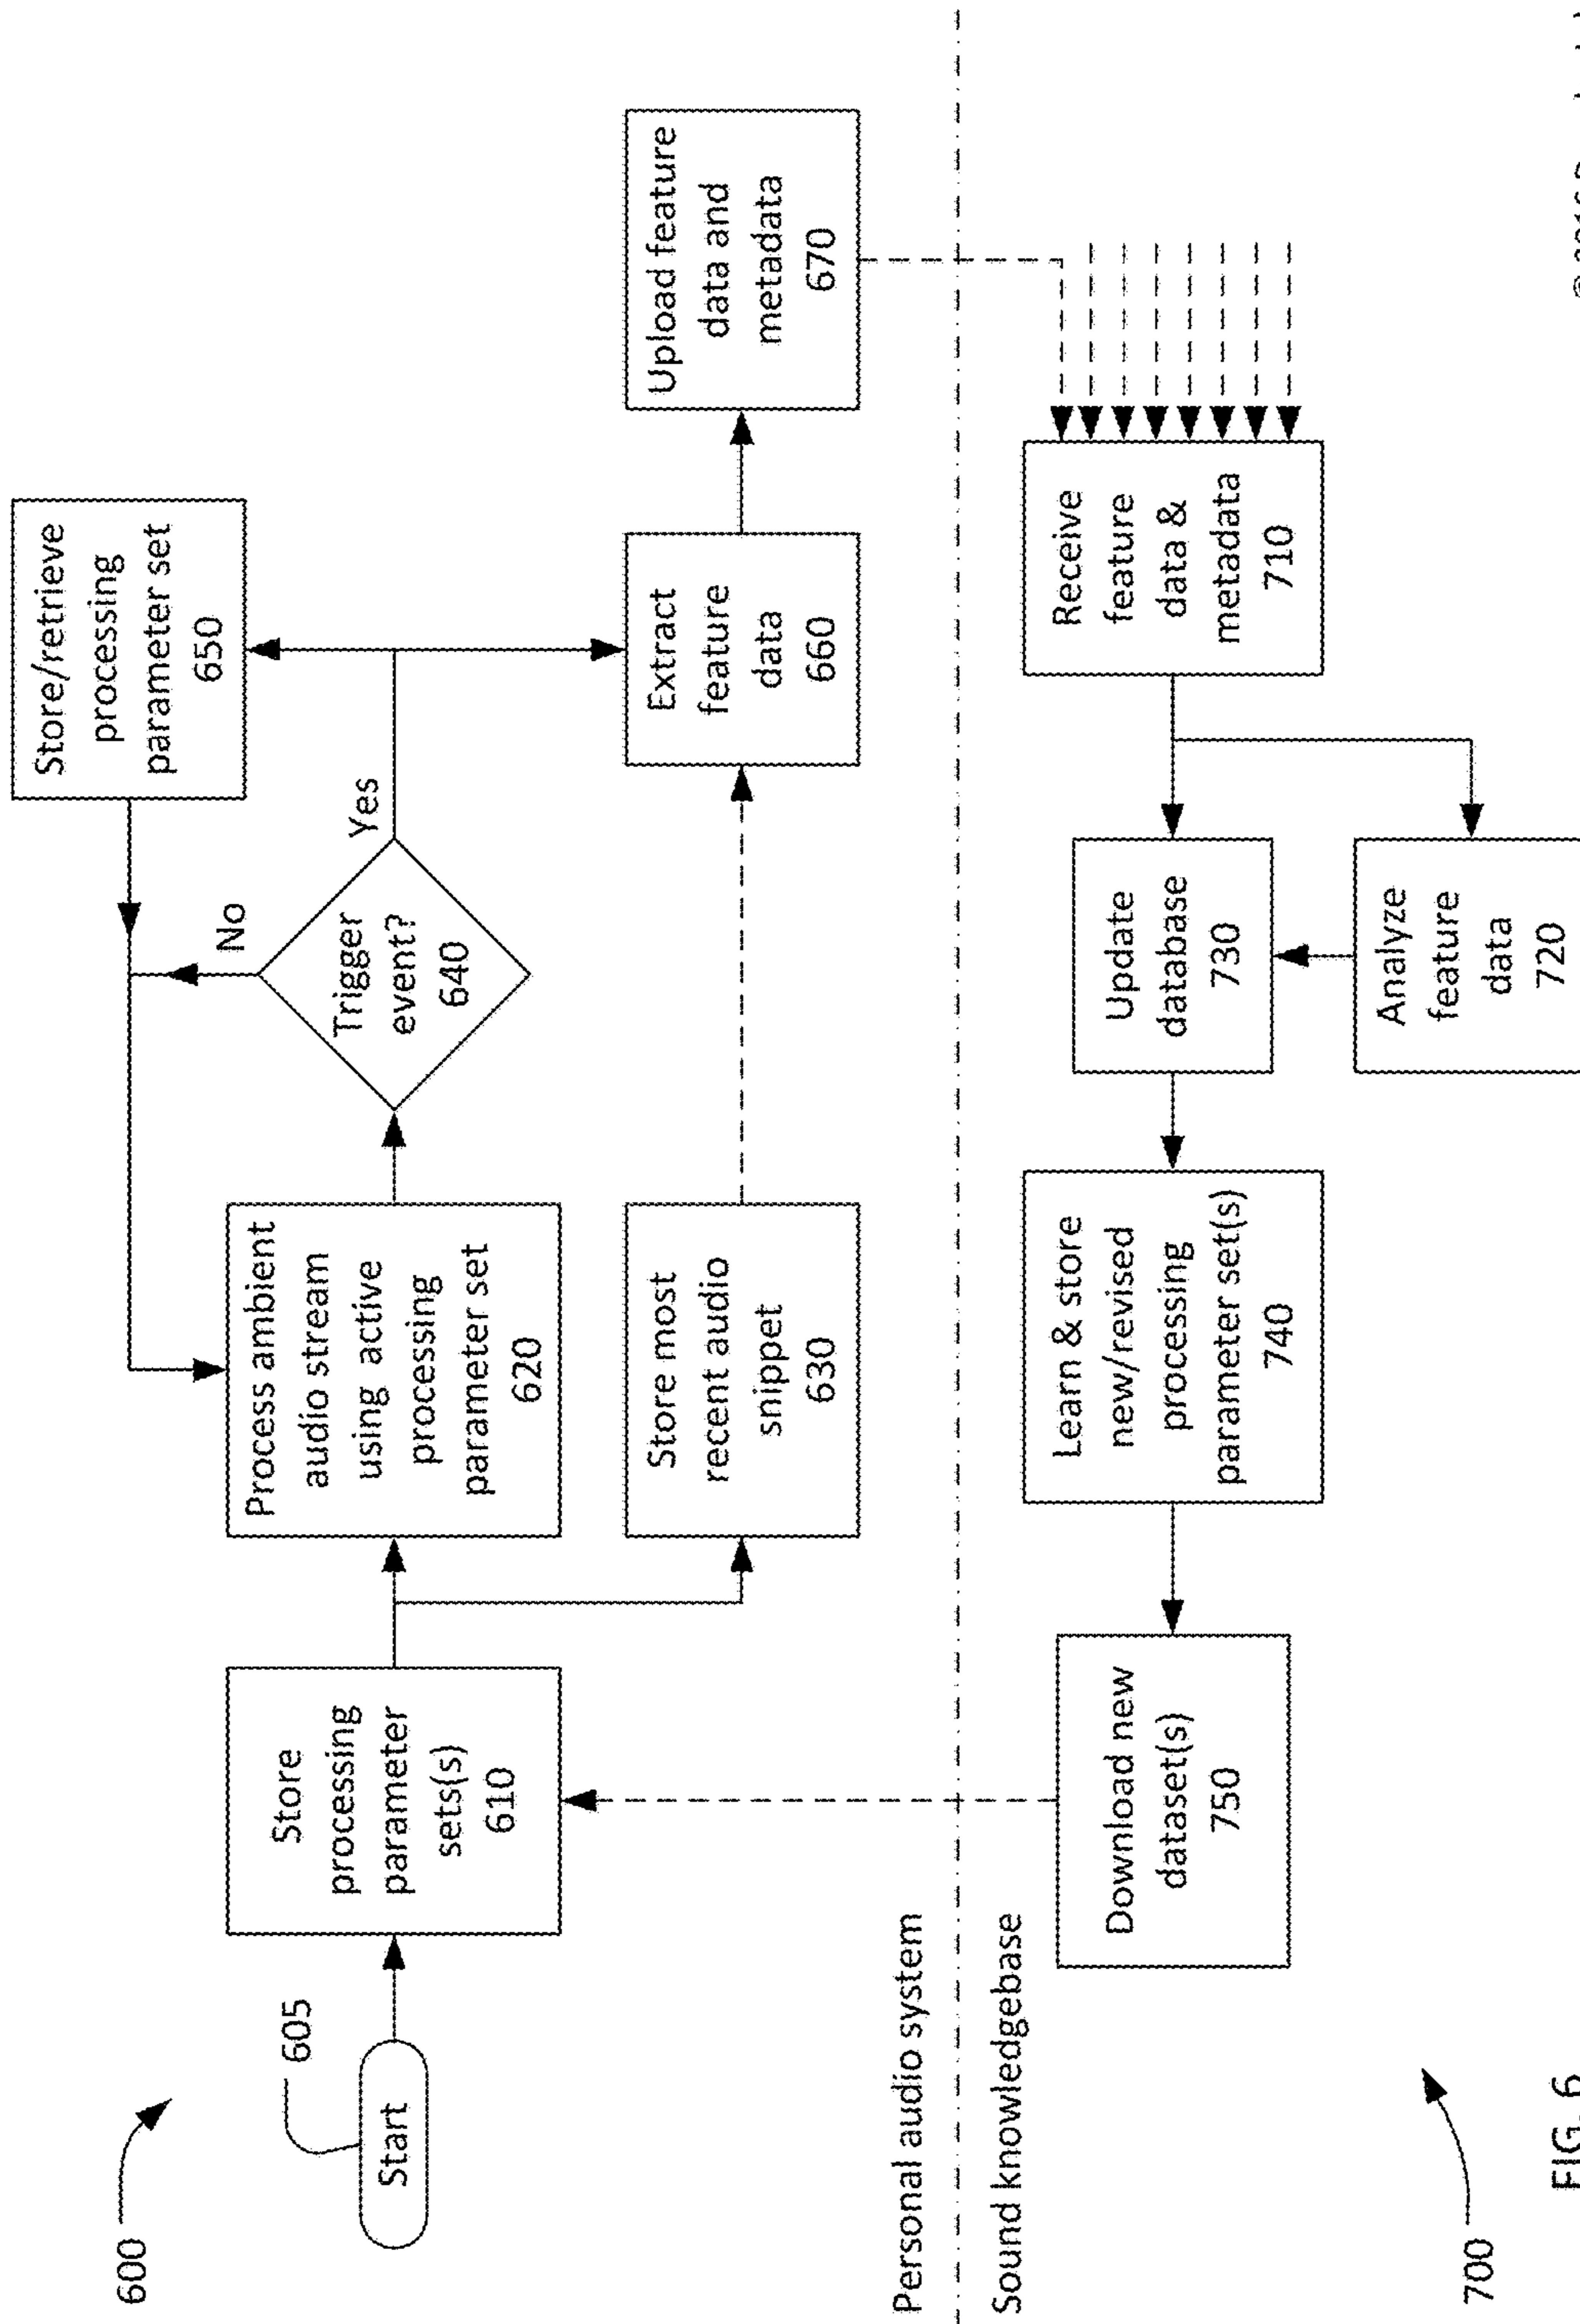 600
605
Start
Store
processing
parameter
sets(s)
610
Process ambient
audio stream
using active
processing
parameter set
620
Store most
recent audio
snippet
630
Trigger
event?
640
No
Yes
Store/retrieve
processing
parameter set
650
Extract
feature
data
660
Upload feature
data and
metadata
670
Personal audio system
Sound knowledgebase
700
Receive
feature
data &
metadata
710
Analyze
feature
data
720
Update
database
730
Learn & store
new/revised
processing
parameter set(s)
740
Download new
dataset(s)
750
FIG. 6